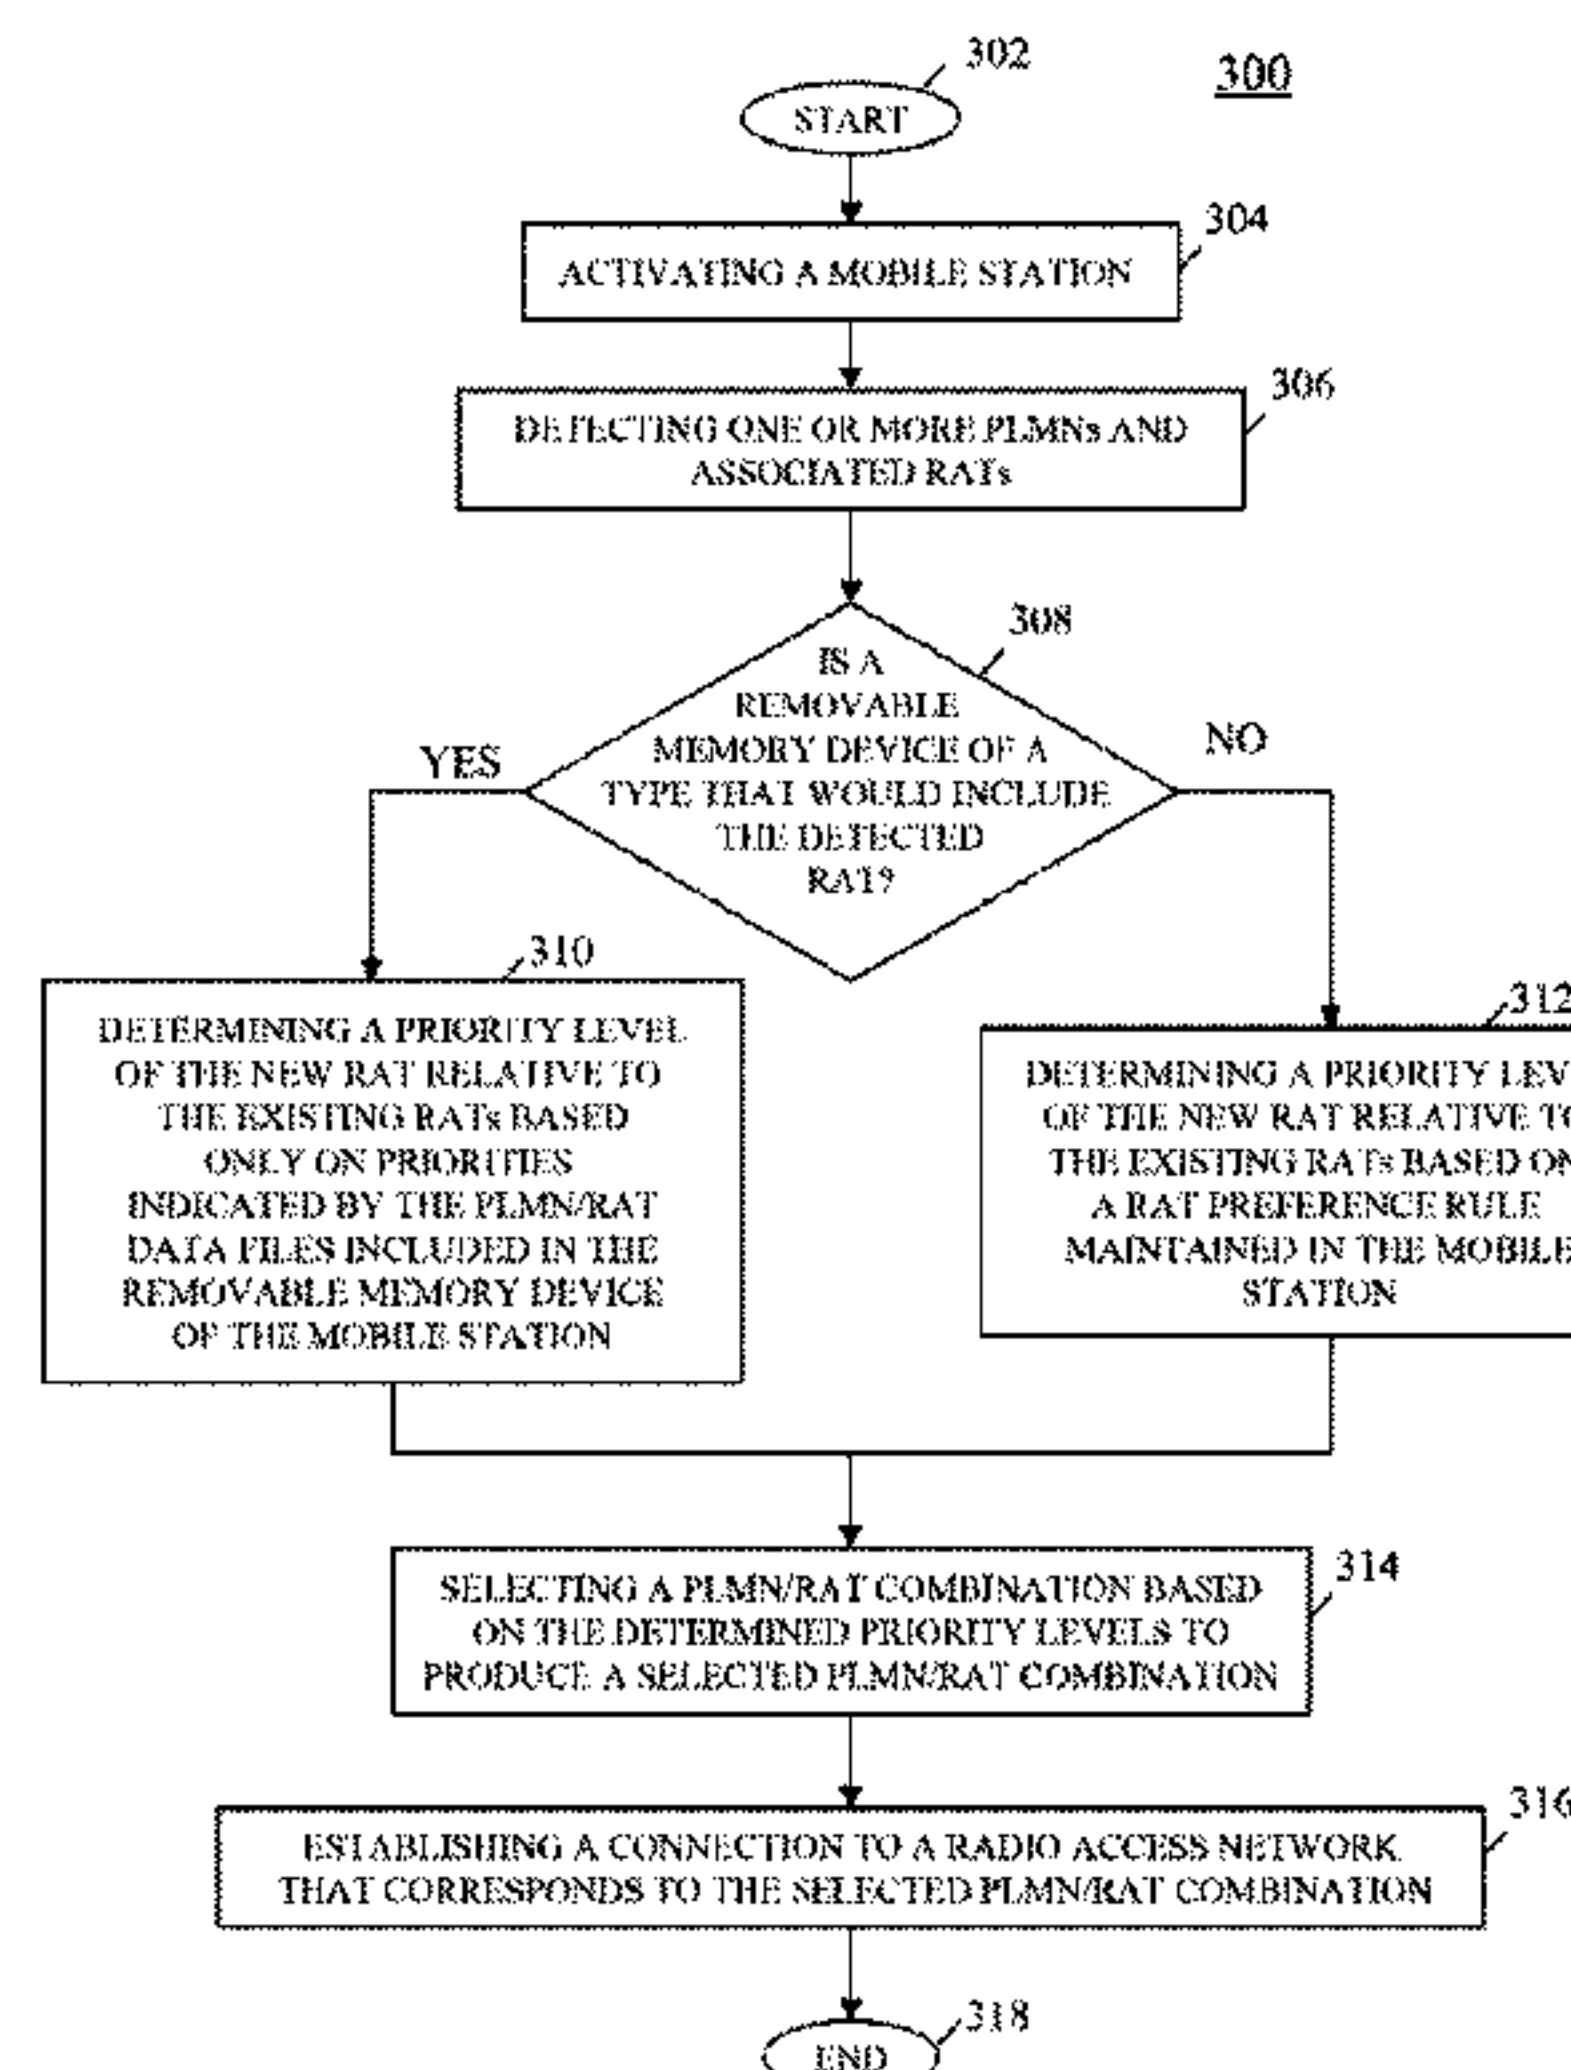 302
300
START
304
ACTIVATING A MOBILE STATION
306
DETECTING ONE OR MORE PLMNs AND
ASSOCIATED RATs
308
IS A
REMOVABLE
MEMORY DEVICE OF A
TYPE THAT WOULD INCLUDE
THE DETECTED
RAT?
YES
NO
310
DETERMINING A PRIORITY LEVEL
OF THE NEW RAT RELATIVE TO
THE EXISTING RATs BASED
ONLY ON PRIORITIES
INDICATED BY THE PLMN/RAT
DATA FILES INCLUDED IN THE
REMOVABLE MEMORY DEVICE
OF THE MOBILE STATION
312
DETERMINING A PRIORITY LEV
OF THE NEW RAT RELATIVE TO
THE EXISTING RATs BASED ON
A RAT PREFERENCE RULE
MAINTAINED IN THE MOBILE
STATION
314
SELECTING A PLMN/RAT COMBINATION BASED
ON THE DETERMINED PRIORITY LEVELS TO
PRODUCE A SELECTED PLMN/RAT COMBINATION
316
ESTABLISHING A CONNECTION TO A RADIO ACCESS NETWORK
THAT CORRESPONDS TO THE SELECTED PLMN/RAT COMBINATION
318
END